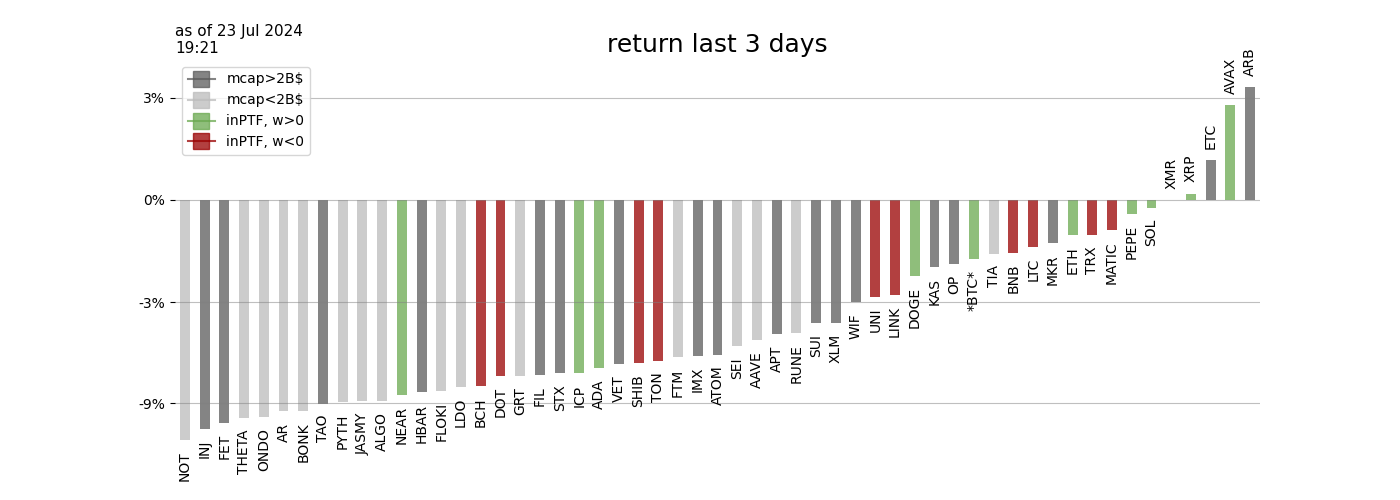 as of 23 Jul 2024
19:21
return last 3 days
mcap>2B$
mcap<2B$
inPTF, w>0
inPTF, w<0
3%
0%
-3%
-9%
NOT
INJ
FET
THETA
ONDO
AR
BONK
TAO
PYTH
JASMY
ALGO
NEAR
HBAR
FLOKI
LDO
BCH
DOT
GRT
FIL
STX
ICP
ADA
VET
SHIB
TON
FTM
IMX
ATOM
SEI
AAVE
APT
RUNE
SUI
XLM
WIF
UNI
LINK
DOGE
KAS
OP
*BTC*
TIA
BNB
LTC
MKR
ETH
TRX
MATIC
PEPE
SOL
XMR
XRP
ETC
AVAX
ARB